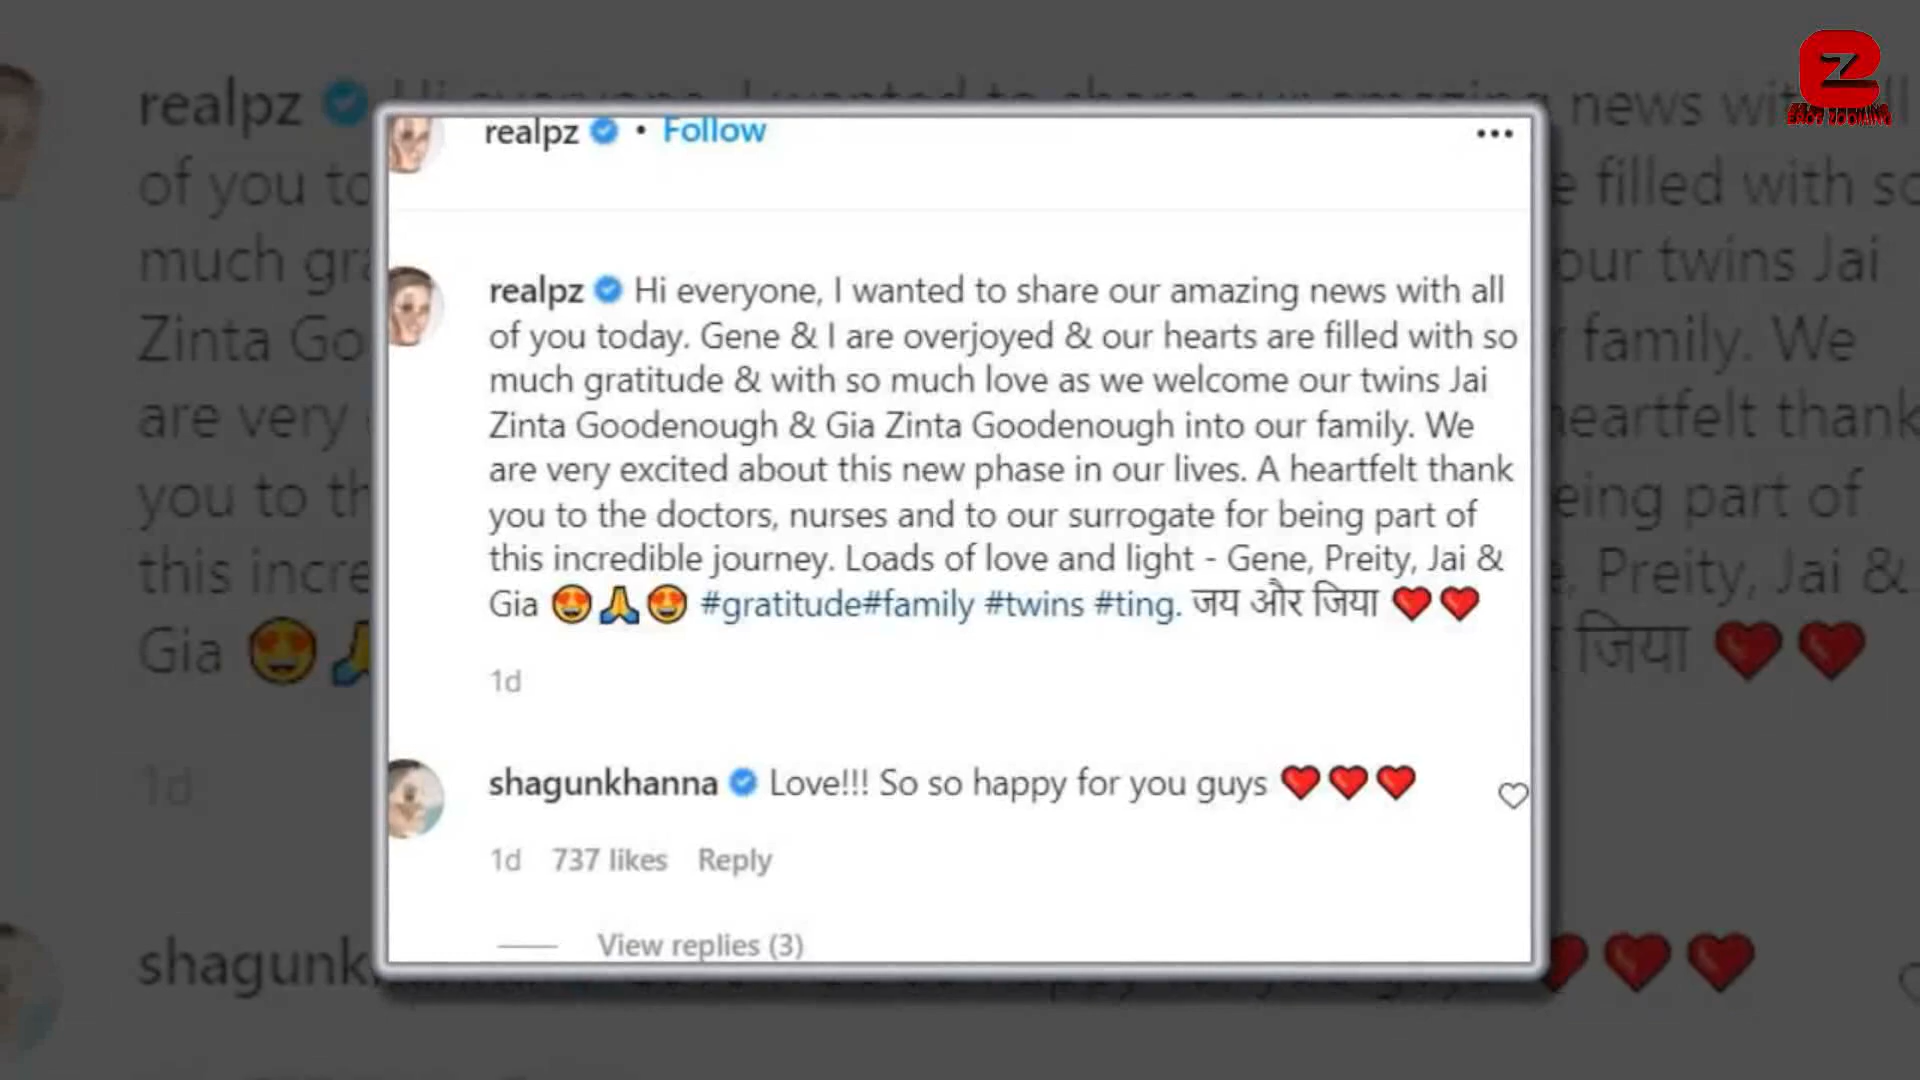 realpz • Follow •••
realpz Hi everyone, I wanted to share our amazing news with all
of you today. Gene & I are overjoyed & our hearts are filled with so
much gratitude & with so much love as we welcome our twins Jai
Zinta Goodenough & Gia Zinta Goodenough into our family. We
are very excited about this new phase in our lives. A heartfelt thank
you to the doctors, nurses and to our surrogate for being part of
this incredible journey. Loads of love and light - Gene, Preity, Jai &
Gia 😍🙏😍 #gratitude#family #twins #ting. जय और जिया ❤️❤️
1d
shagunkhanna Love!!! So so happy for you guys ❤️❤️❤️
1d 737 likes Reply
View replies (3)
Z